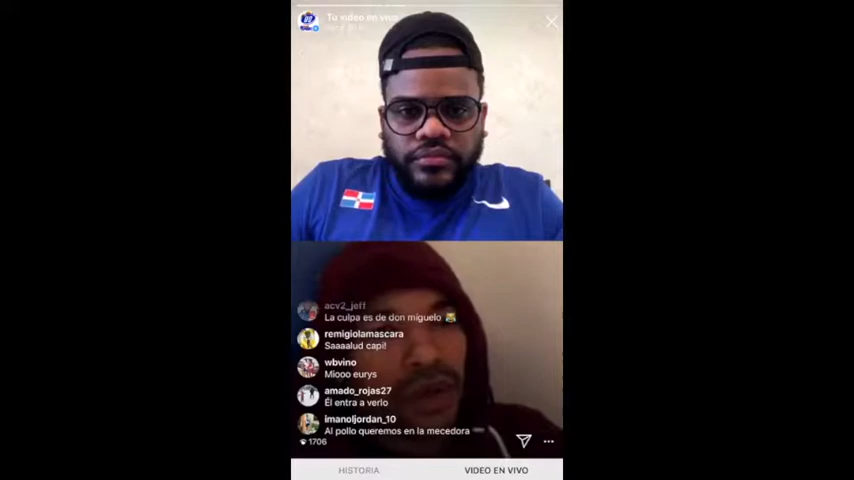 Tu video en vivo
acv2_jeff
La culpa es de don miguelo
remigiolamascara
Saaaalud capi!
wbvino
Miooo eurys
amado_rojas27
Él entra a verlo
imanoljordan_10
Al pollo queremos en la mecedora
1706
HISTORIA
VIDEO EN VIVO